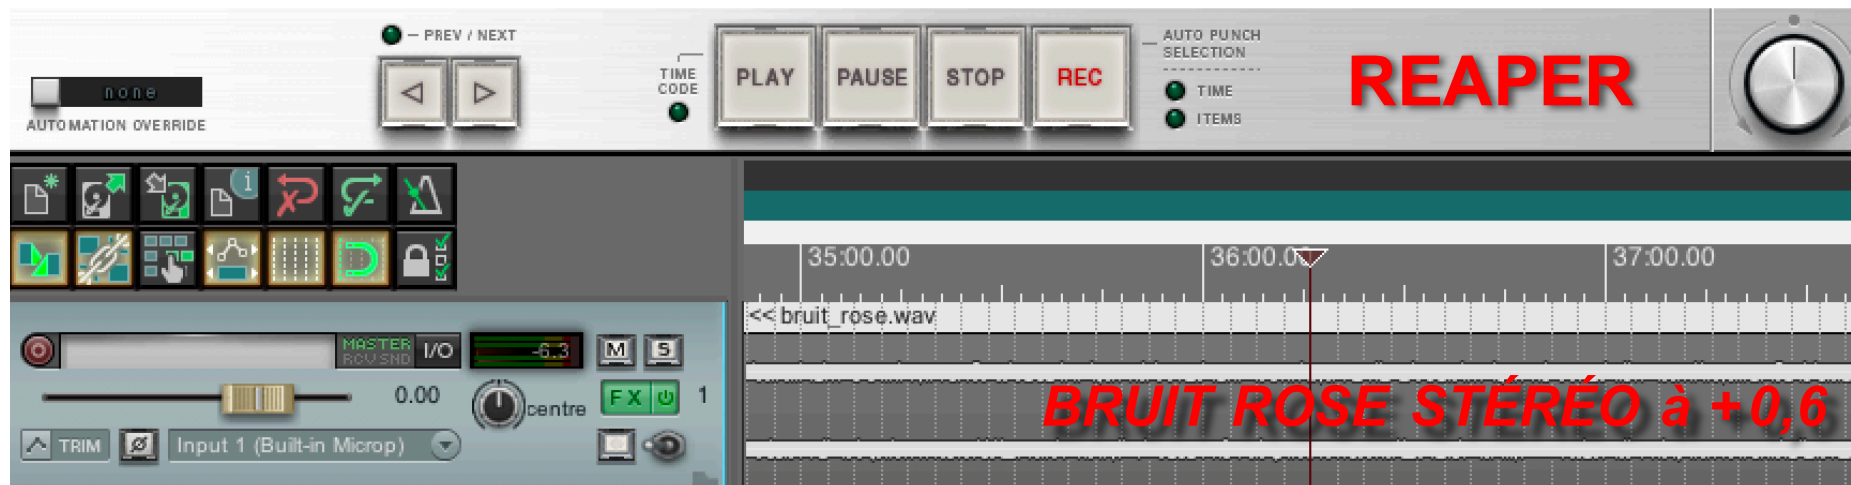 PREV / NEXT
none
AUTOMATION OVERRIDE
TIME
CODE
PLAY
PAUSE
STOP
REC
AUTO PUNCH
SELECTION
TIME
ITEMS
REAPER
i
35:00.00
36:00.00
37:00.00
<< bruit_rose.wav
MASTER
RCV SND
I/O
-6.3
M
S
0.00
centre
FX
1
BRUIT ROSE STÉRÉO à +0,6
TRIM
Ø
Input 1 (Built-in Microp)